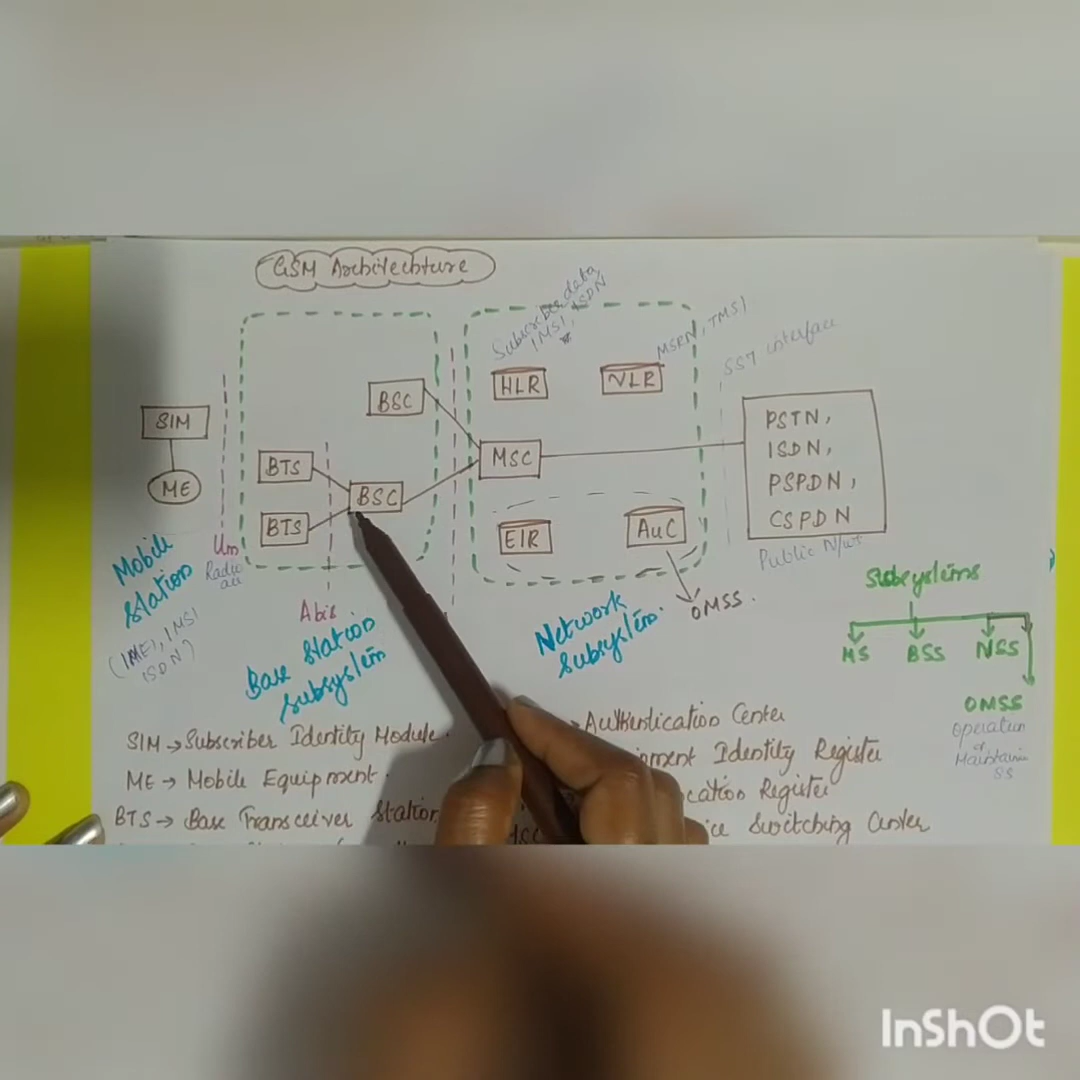 GSM Architechture
Subscriber data
IMSI, ISDN
HLR
VLR
MSRN, TMSI
SS7 interface
BSC
SIM
ME
BTS
BSC
BTS
MSC
EIR
AuC
OMSS.
PSTN,
ISDN,
PSPDN,
CSPDN
Public N/w
Mobile
Station
(IMEI, IMSI
ISDN)
Um
Radio
Abis
Base Station
Subsystem
Network
Subsystem
Subsystems
MS BSS NSS
OMSS
Operation
SS
SIM → Subscriber Identity Module.
Authentication Center
ME → Mobile Equipment.
Identity Register
BTS → Base Transceiver Station
Register
MSC
Switching Center
InShOt